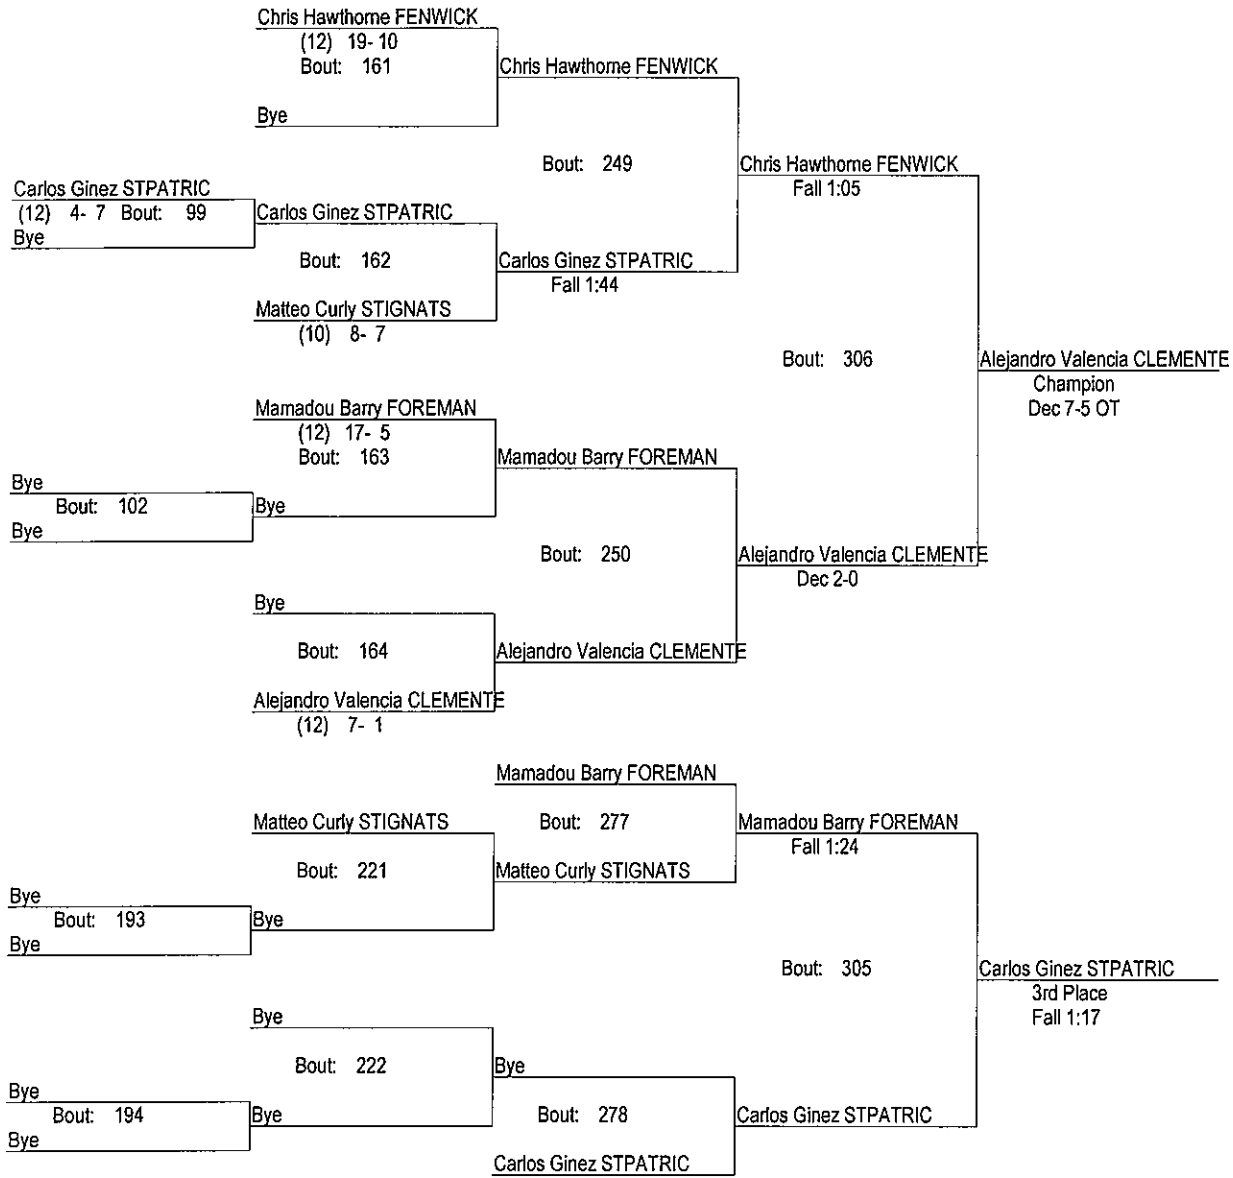 Chris Hawthorne FENWICK
(12) 19- 10
Bout: 161
Chris Hawthorne FENWICK
Bye
Bout: 249
Chris Hawthorne FENWICK
Fall 1:05
Carlos Ginez STPATRIC
(12) 4- 7 Bout: 99
Bye
Carlos Ginez STPATRIC
Bout: 162
Carlos Ginez STPATRIC
Fall 1:44
Matteo Curly STIGNATS
(10) 8- 7
Bout: 306
Alejandro Valencia CLEMENTE
Champion
Dec 7-5 OT
Mamadou Barry FOREMAN
(12) 17- 5
Bout: 163
Mamadou Barry FOREMAN
Bye
Bout: 102
Bye
Bye
Bout: 250
Alejandro Valencia CLEMENTE
Dec 2-0
Bye
Bout: 164
Alejandro Valencia CLEMENTE
Alejandro Valencia CLEMENTE
(12) 7- 1
Mamadou Barry FOREMAN
Matteo Curly STIGNATS
Bout: 277
Mamadou Barry FOREMAN
Fall 1:24
Bout: 221
Matteo Curly STIGNATS
Bye
Bout: 193
Bye
Bye
Bout: 305
Carlos Ginez STPATRIC
3rd Place
Fall 1:17
Bye
Bout: 222
Bye
Bye
Bout: 194
Bye
Bye
Bout: 278
Carlos Ginez STPATRIC
Carlos Ginez STPATRIC